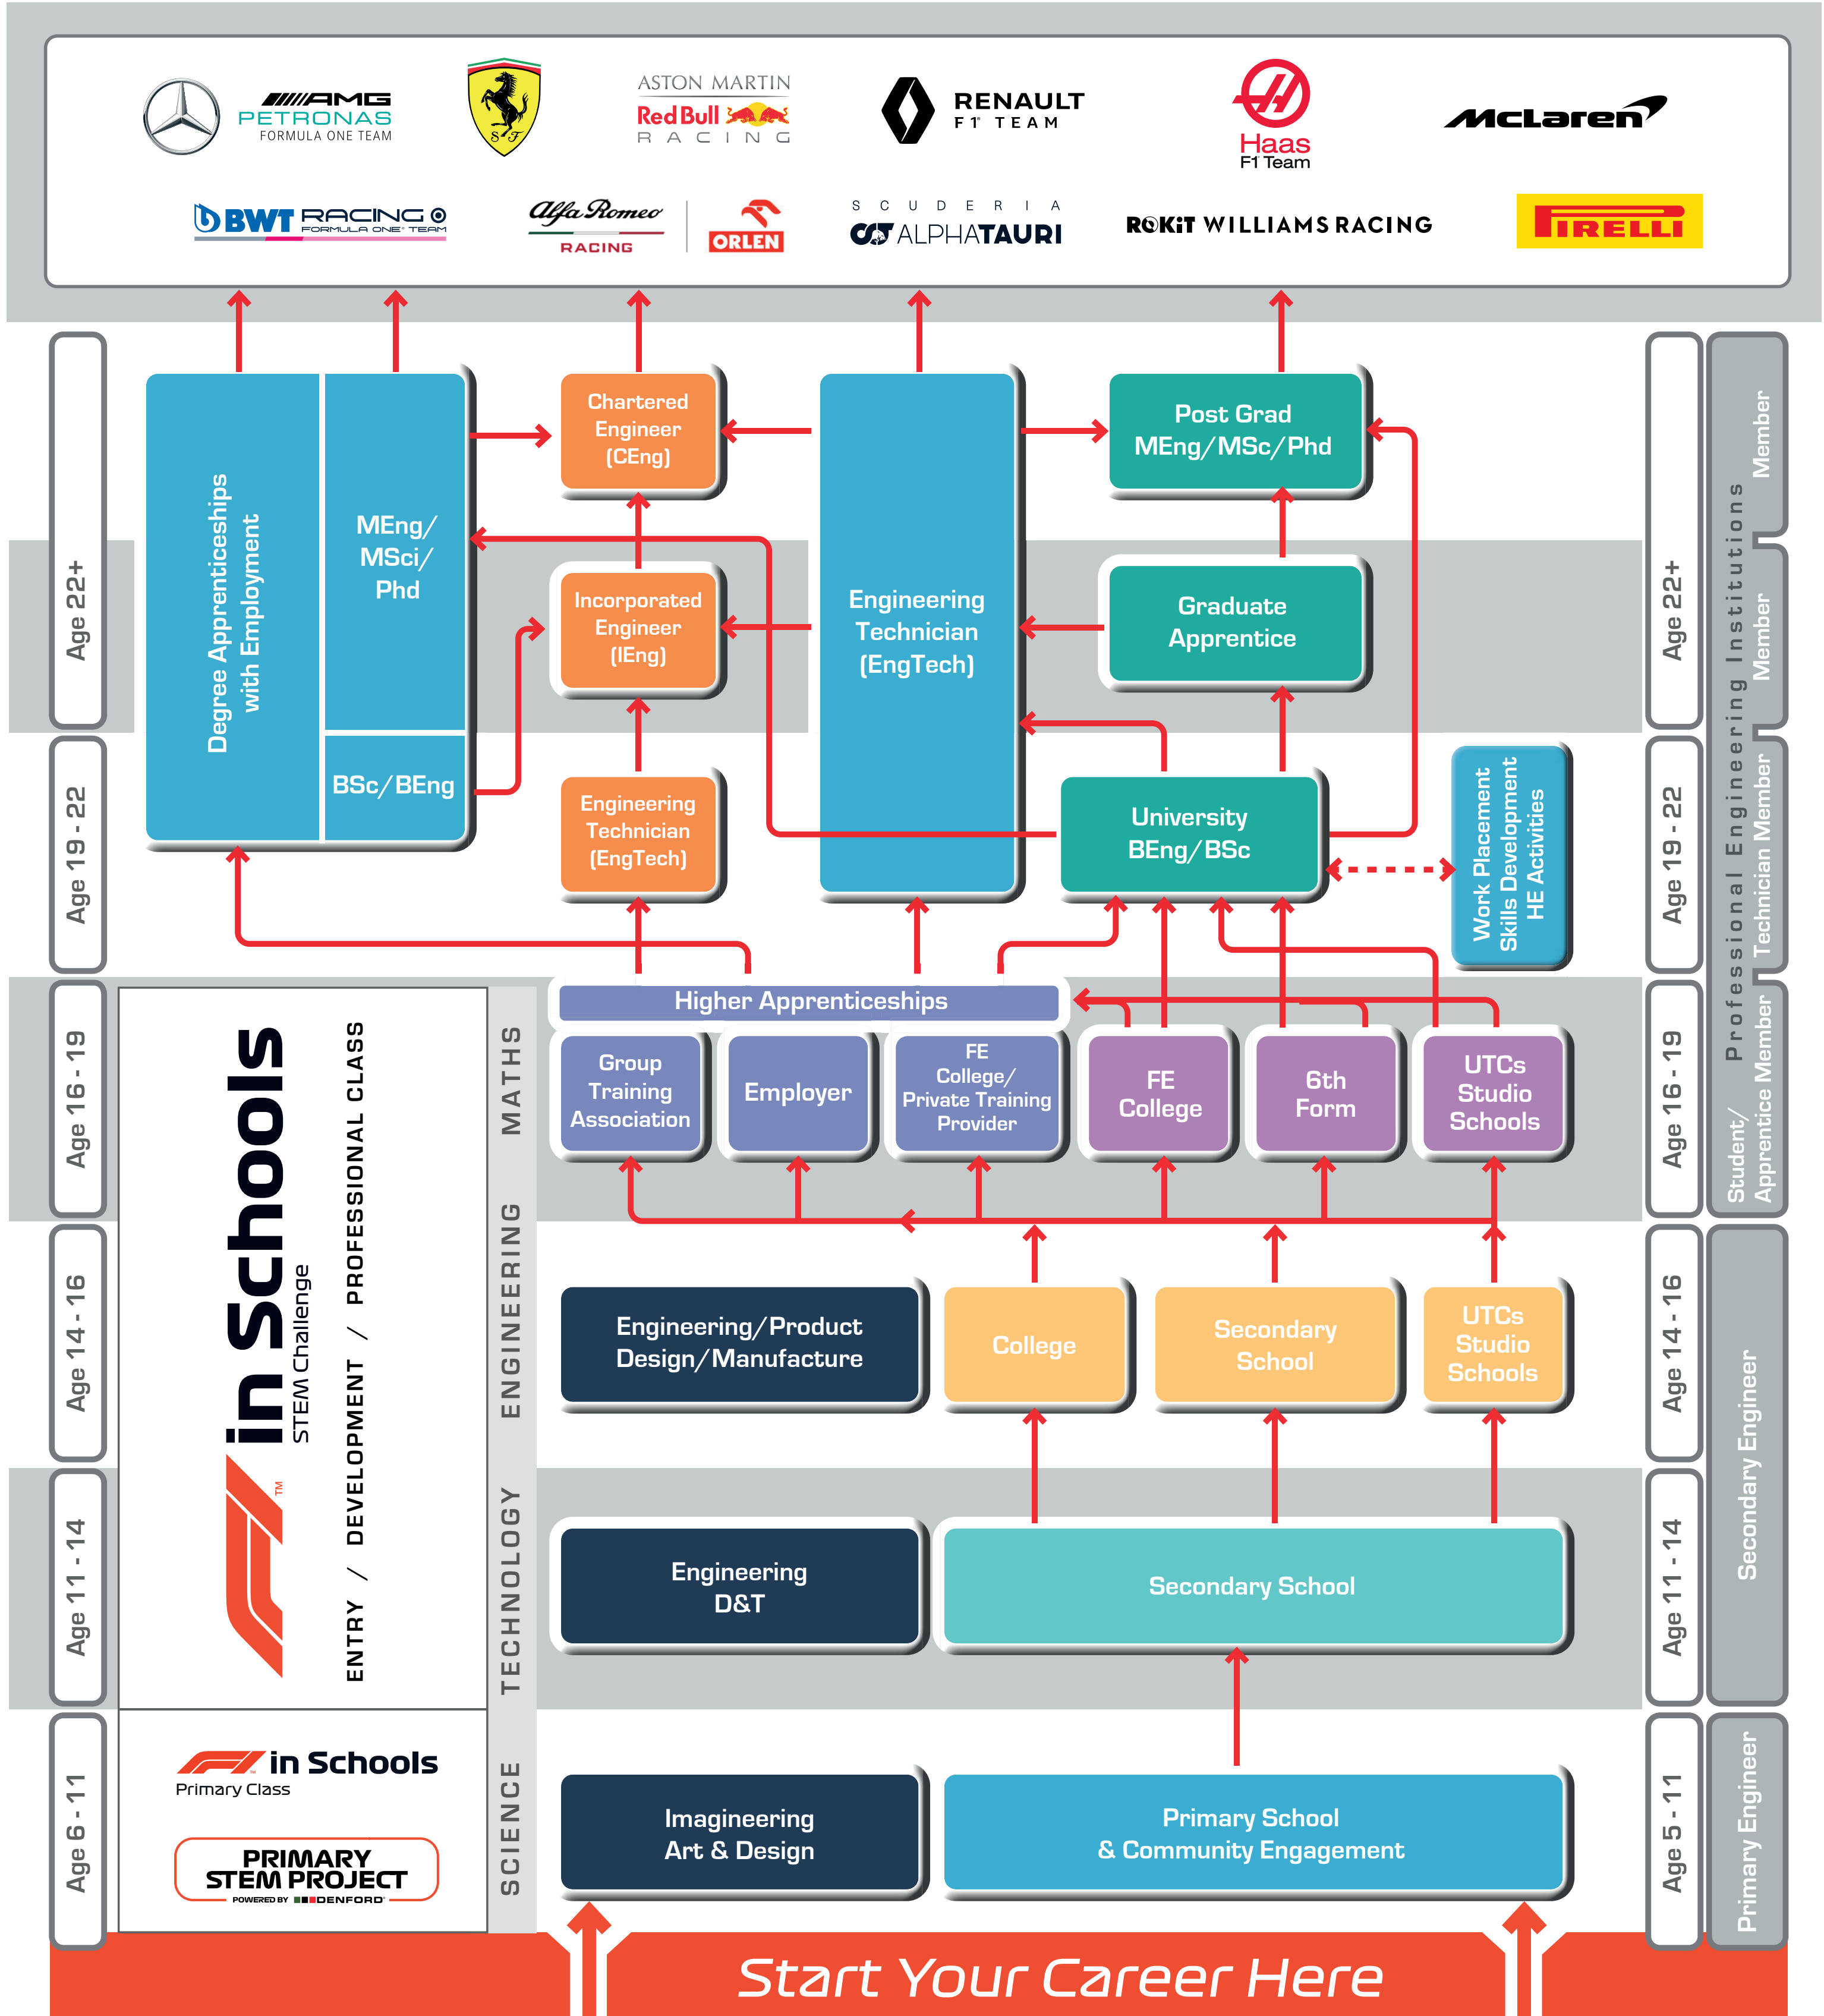 AMG
PETRONAS
FORMULA ONE TEAM
S F
ASTON MARTIN
Red Bull
RACING
RENAULT
F1 TEAM
Haas
F1 Team
McLaren
BWT RACING
FORMULA ONE TEAM
Alfa Romeo
RACING
ORLEN
SCUDERIA
ALPHATAURI
ROKiT WILLIAMS RACING
PIRELLI
Age 22+
Degree Apprenticeships
with Employment
MEng/
MSci/
Phd
BSc/BEng
Chartered
Engineer
(CEng)
Incorporated
Engineer
(IEng)
Engineering
Technician
(EngTech)
Engineering
Technician
(EngTech)
Post Grad
MEng/MSc/Phd
Graduate
Apprentice
University
BEng/BSc
Work Placement
Skills Development
HE Activities
Age 22+
Professional Engineering Institutions
Member
Member
Technician Member
Student/
Apprentice Member
Age 19 - 22
Age 19 - 22
Higher Apprenticeships
Age 16 - 19
Group
Training
Association
Employer
FE
College/
Private Training
Provider
FE
College
6th
Form
UTCs
Studio
Schools
Age 16 - 19
in Schools
STEM Challenge
TM
ENTRY / DEVELOPMENT / PROFESSIONAL CLASS
MATHS
ENGINEERING
TECHNOLOGY
SCIENCE
Age 14 - 16
Engineering/Product
Design/Manufacture
College
Secondary
School
UTCs
Studio
Schools
Age 14 - 16
Secondary Engineer
Age 11 - 14
Engineering
D&T
Secondary School
Age 11 - 14
Age 6 - 11
in Schools
Primary Class
PRIMARY
STEM PROJECT
POWERED BY DENFORD
Imagineering
Art & Design
Primary School
& Community Engagement
Age 5 - 11
Primary Engineer
Start Your Career Here